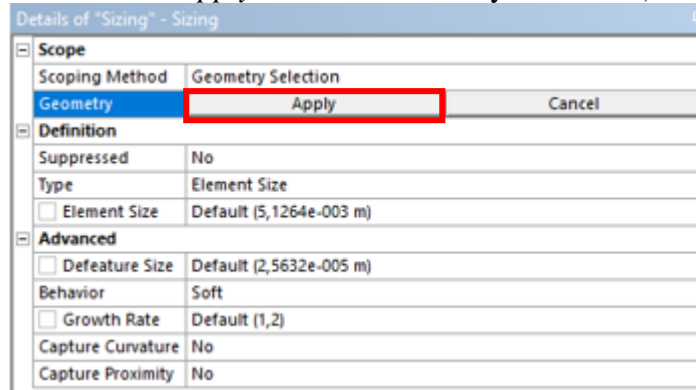 Details of "Sizing" - Sizing
Scope
Scoping Method Geometry Selection
Geometry Apply Cancel
Definition
Suppressed No
Type Element Size
Element Size Default (5,1264e-003 m)
Advanced
Defeature Size Default (2,5632e-005 m)
Behavior Soft
Growth Rate Default (1,2)
Capture Curvature No
Capture Proximity No